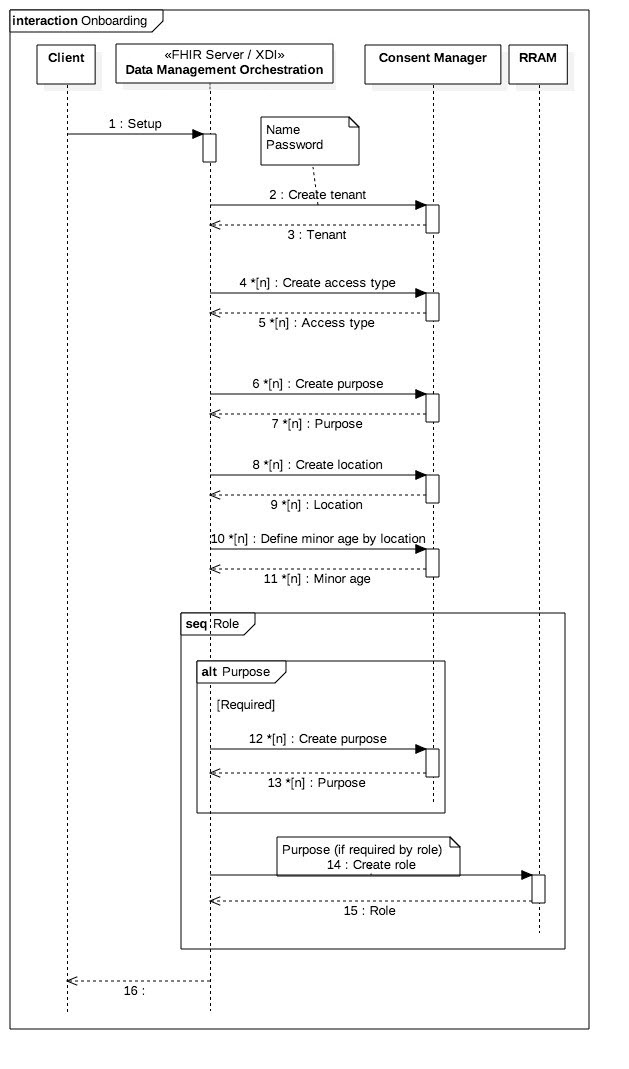 interaction Onboarding
Client
«FHIR Server / XDI»
Data Management Orchestration
Consent Manager
RRAM
1 : Setup
Name
Password
2 : Create tenant
3 : Tenant
4 *[n] : Create access type
5 *[n] : Access type
6 *[n] : Create purpose
7 *[n] : Purpose
8 *[n] : Create location
9 *[n] : Location
10 *[n] : Define minor age by location
11 *[n] : Minor age
seq Role
alt Purpose
[Required]
12 *[n] : Create purpose
13 *[n] : Purpose
Purpose (if required by role)
14 : Create role
15 : Role
16 :